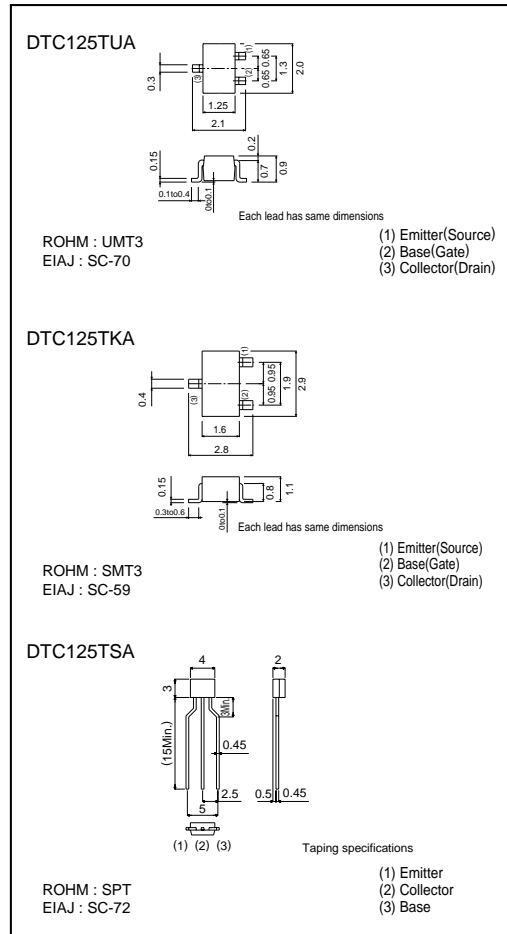 DTC125TUA
0.3
(3)
(1)
(2)
0.65 0.65
1.3
2.0
1.25
2.1
0.2
0.15
0.7
0.9
0.1to0.4
0to0.1
Each lead has same dimensions
ROHM : UMT3
EIAJ : SC-70
(1) Emitter(Source)
(2) Base(Gate)
(3) Collector(Drain)
DTC125TKA
0.4
(3)
(1)
(2)
0.95 0.95
1.9
2.9
1.6
2.8
0.15
0.8
1.1
0.3to0.6
0to0.1
Each lead has same dimensions
ROHM : SMT3
EIAJ : SC-59
(1) Emitter(Source)
(2) Base(Gate)
(3) Collector(Drain)
DTC125TSA
4
2
3
(15Min.)
3Min.
0.45
2.5
5
0.5
0.45
(1) (2) (3)
Taping specifications
ROHM : SPT
EIAJ : SC-72
(1) Emitter
(2) Collector
(3) Base